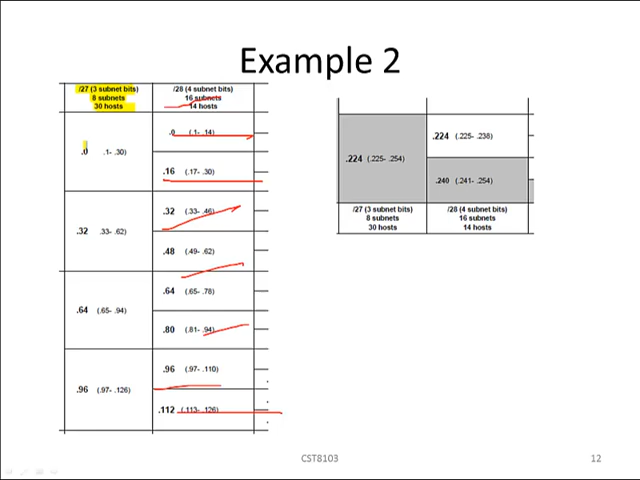 Example 2
/27 (3 subnet bits)
8 subnets
30 hosts
/28 (4 subnet bits)
16 subnets
14 hosts
.0 .1- .30)
.0 (.1- .14)
.16 (.17- .30)
.32 .33- .62)
.32 (.33- .46)
.48 (.49- .62)
.64 (.65- .94)
.64 (.65- .78)
.80 (.81- .94)
.96 (.97- .126)
.96 (.97- .110)
.112 (.113- .126)
.224 (.225- .254)
.224 (.225- .238)
.240 (.241- .254)
/27 (3 subnet bits)
8 subnets
30 hosts
/28 (4 subnet bits)
16 subnets
14 hosts
CST8103
12